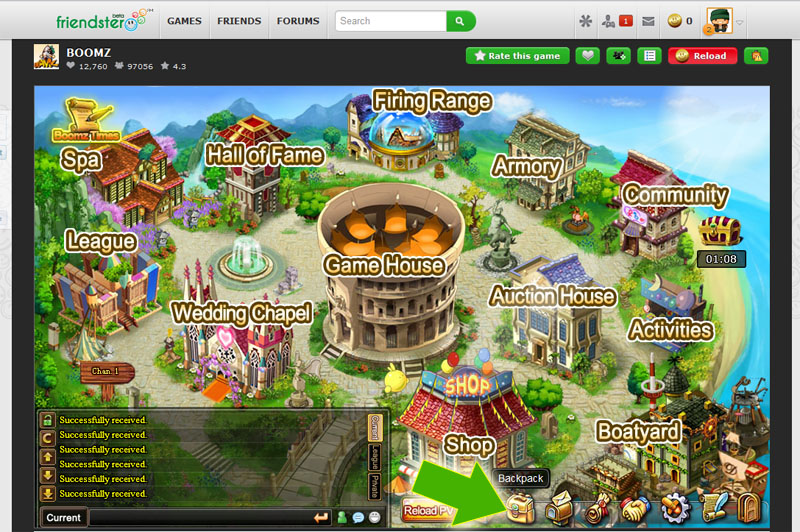 friendster beta
GAMES FRIENDS FORUMS Search 1 0 2
BOOMZ
12,760 97056 4.3
Rate this game Reload
Boomz Times
Firing Range
Spa
Hall of Fame
Armory
Community
League
Game House
01:08
Wedding Chapel
Auction House
Activities
Chan_1
SHOP
Shop
Boatyard
Successfully received.
Successfully received.
Successfully received.
Successfully received.
Successfully received.
Successfully received.
Current
League
Private
Backpack
Current
Reload PV